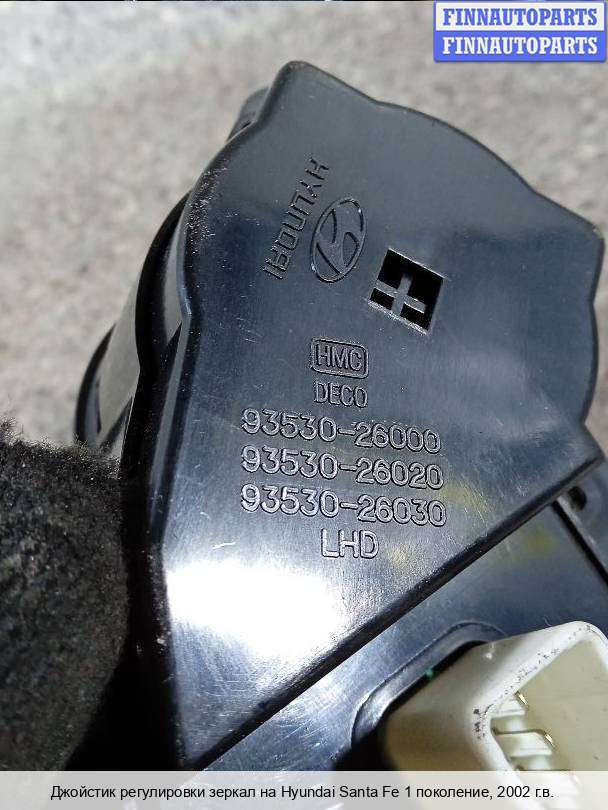 FINNAUTOPARTS
FINNAUTOPARTS
HYUNDAI
HMC
DECO
93530-26000
93530-26020
93530-26030
LHD
Джойстик регулировки зеркал на Hyundai Santa Fe 1 поколение, 2002 г.в.